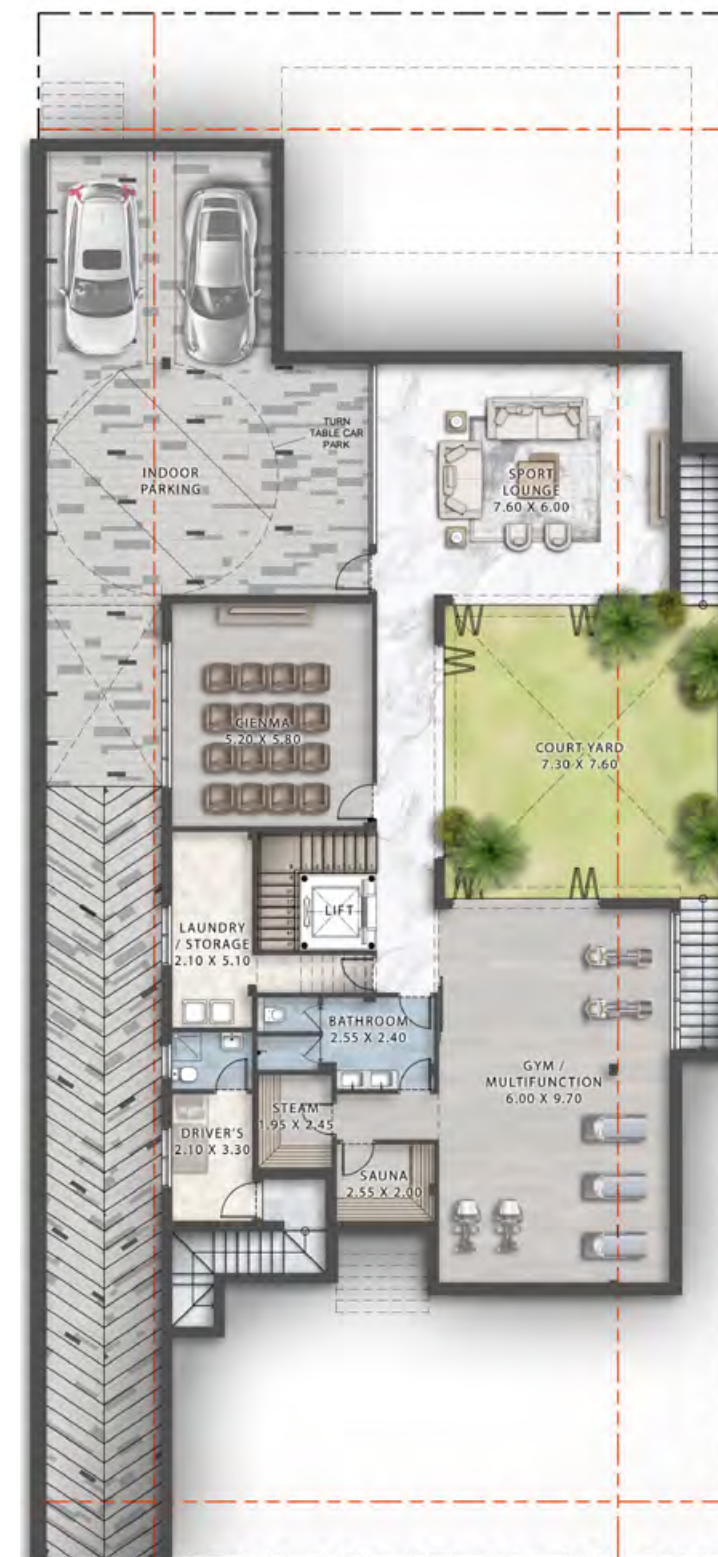 TURN
TABLE CAR
PARK
INDOOR
PARKING
SPORT
LOUNGE
7.60 X 6.00
CIENMA
5.20 X 5.80
COURT YARD
7.30 X 7.60
LIFT
LAUNDRY
/ STORAGE
2.10 X 5.10
BATHROOM
2.55 X 2.40
GYM /
MULTIFUNCTION
6.00 X 9.70
STEAM
1.95 X 2.45
DRIVER'S
2.10 X 3.30
SAUNA
2.55 X 2.00